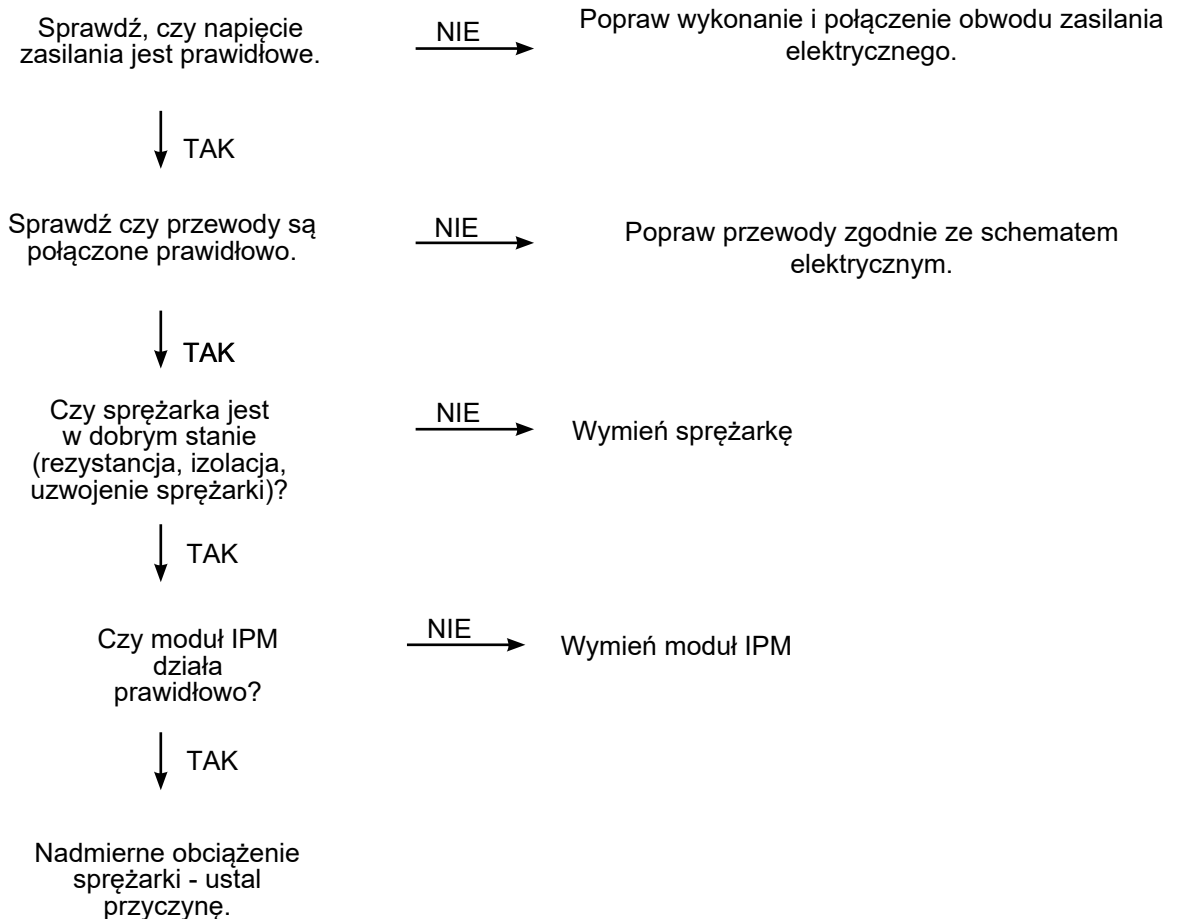 Sprawdź, czy napięcie
zasilania jest prawidłowe.
NIE
Popraw wykonanie i połączenie obwodu zasilania
elektrycznego.
TAK
Sprawdź czy przewody są
połączone prawidłowo.
NIE
Popraw przewody zgodnie ze schematem
elektrycznym.
TAK
Czy sprężarka jest
w dobrym stanie
(rezystancja, izolacja,
uzwojenie sprężarki)?
NIE
Wymień sprężarkę
TAK
Czy moduł IPM
działa
prawidłowo?
NIE
Wymień moduł IPM
TAK
Nadmierne obciążenie
sprężarki - ustal
przyczynę.